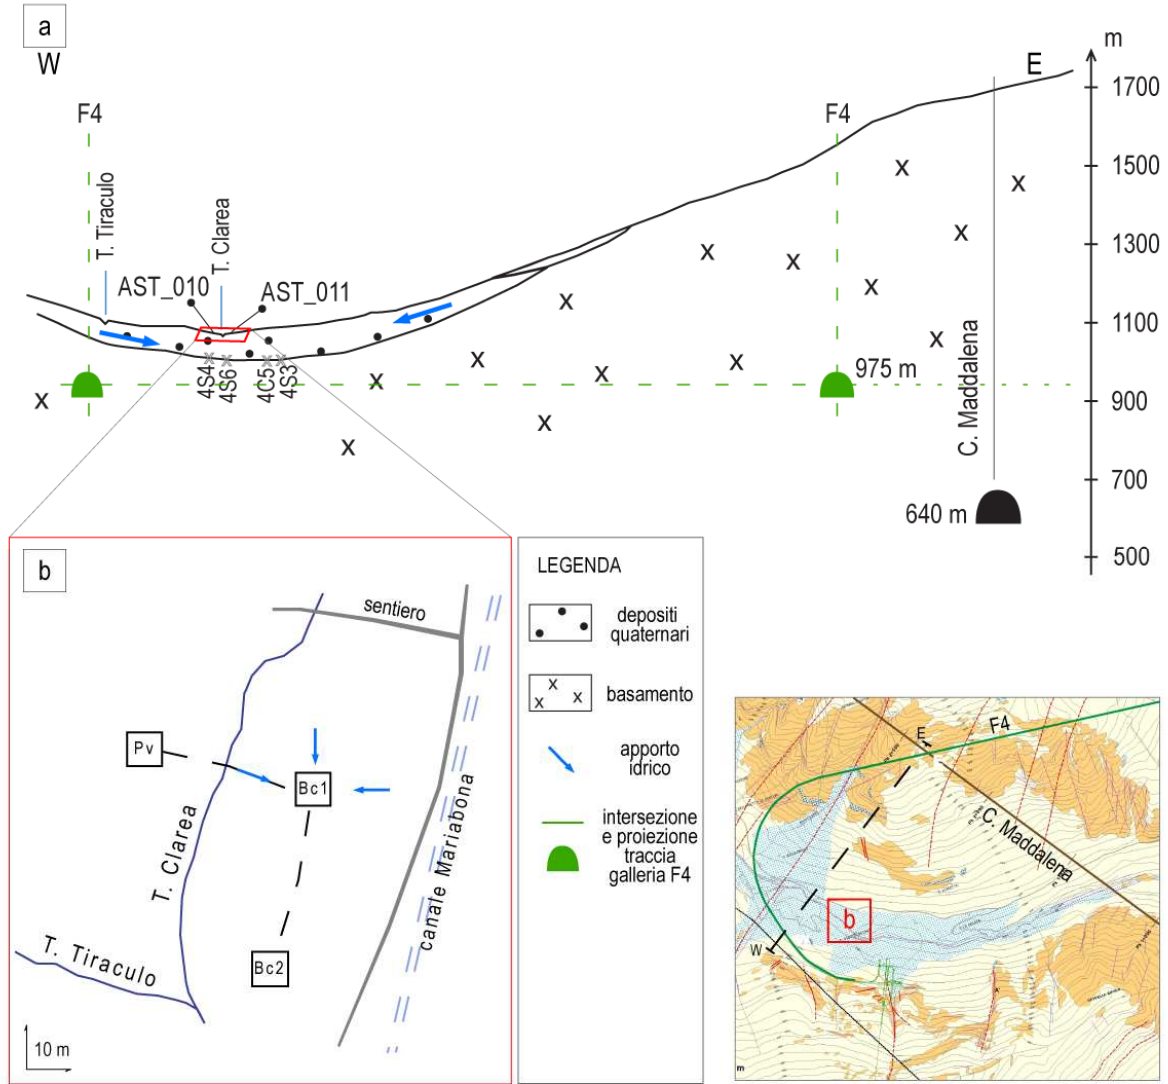 a
W
E
m
1700
1500
1300
1100
900
700
500
F4
F4
T. Tiraculo
T. Clarea
AST_010
AST_011
4S4
4S6
4C5
4S3
975 m
C. Maddalena
640 m
b
sentiero
Pv
Bc1
Bc2
T. Clarea
T. Tiraculo
canale Mariabona
10 m
LEGENDA
depositi
quaternari
basamento
apporto
idrico
intersezione
e proiezione
traccia
galleria F4
F4
E
C. Maddalena
b
W
m